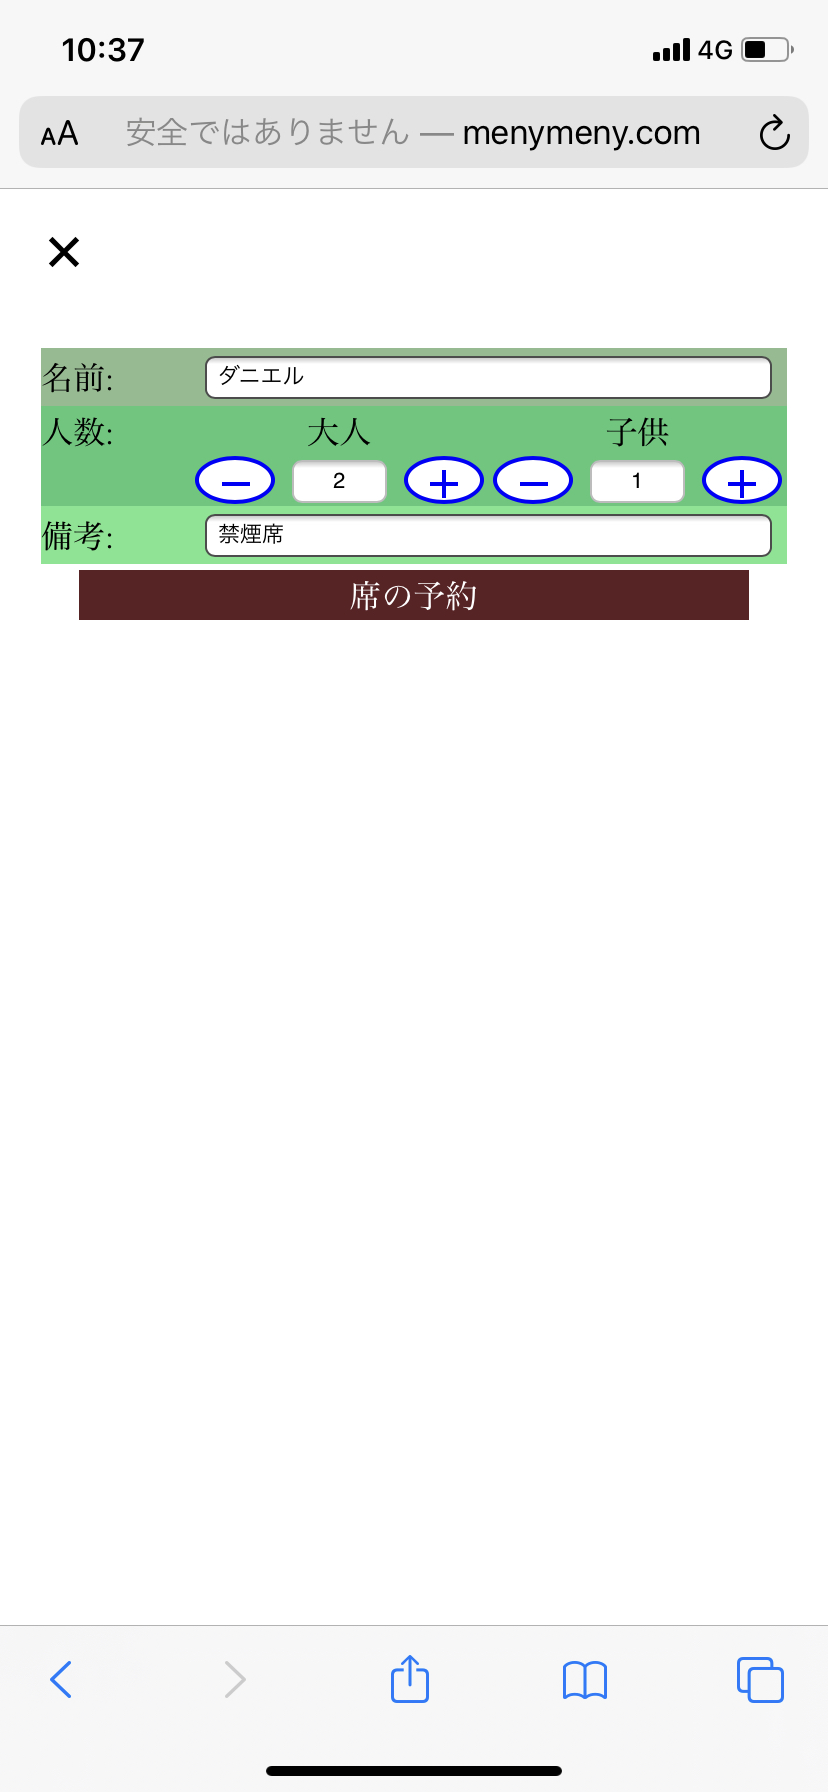 10:37 4G
AA 安全ではありません — menymeny.com
名前: ダニエル
人数: 大人 子供
2 1
備考: 禁煙席
席の予約